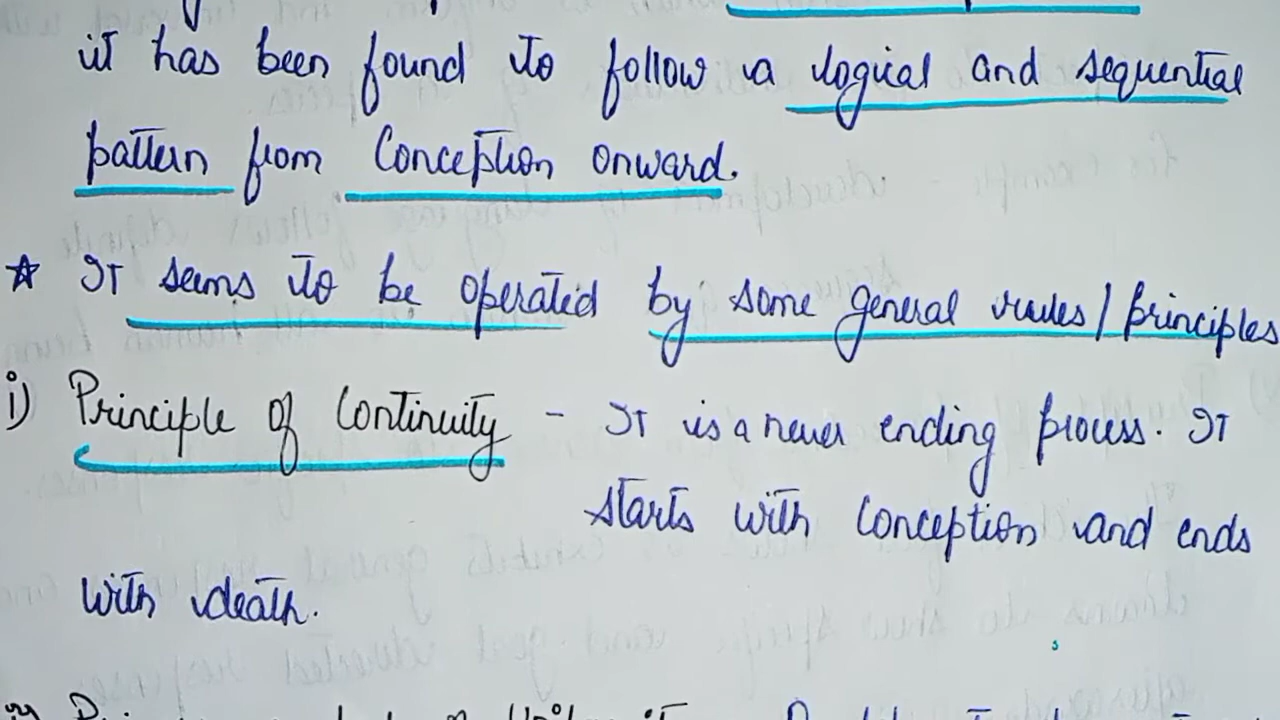 it has been found to follow a logical and sequential
pattern from Conception onward.
☆ It seems to be operated by some general rules / principles
i) Principle of Continuity - It is a never ending process. It
starts with conception and ends
with death.